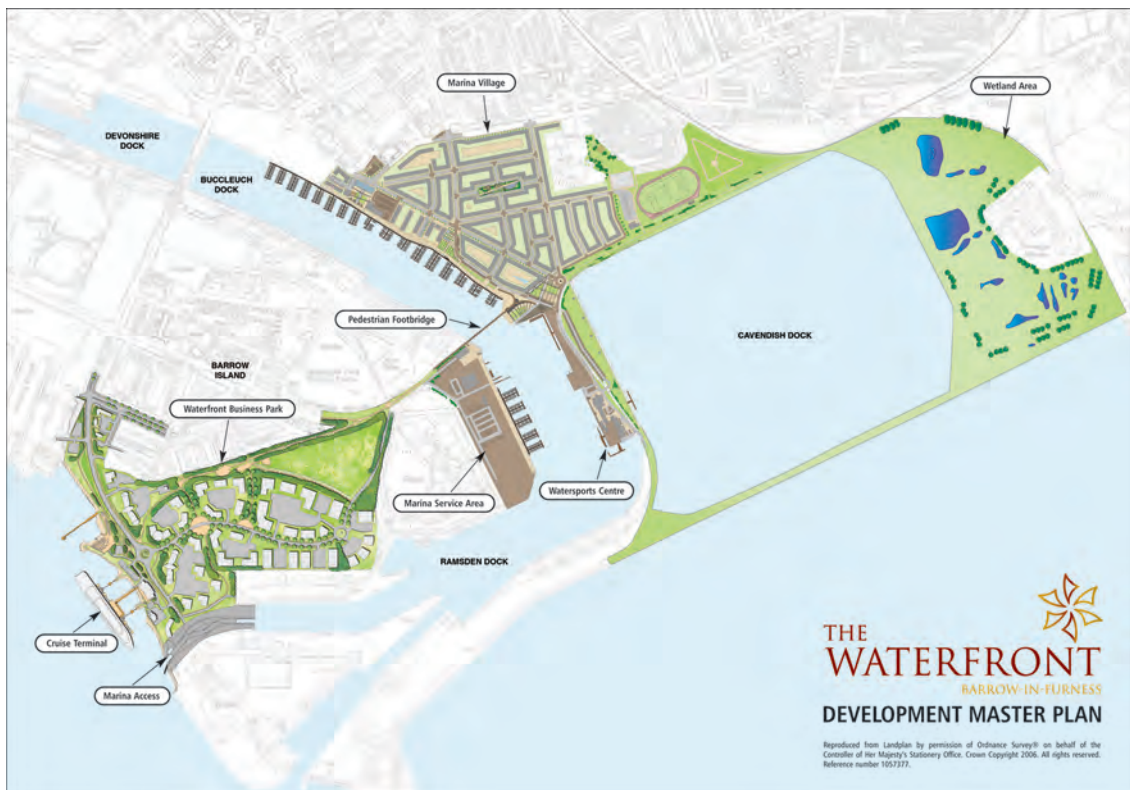 Marina Village
Wetland Area
DEVONSHIRE
DOCK
BUCCLEUCH
DOCK
Pedestrian Footbridge
CAVENDISH DOCK
BARROW
ISLAND
Waterfront Business Park
Marina Service Area
Watersports Centre
RAMSDEN DOCK
Cruise Terminal
Marina Access
THE
WATERFRONT
BARROW-IN-FURNESS
DEVELOPMENT MASTER PLAN
Reproduced from Landplan by permission of Ordnance Survey® on behalf of the
Controller of Her Majesty's Stationery Office. Crown Copyright 2006. All rights reserved.
Reference number 1057377.